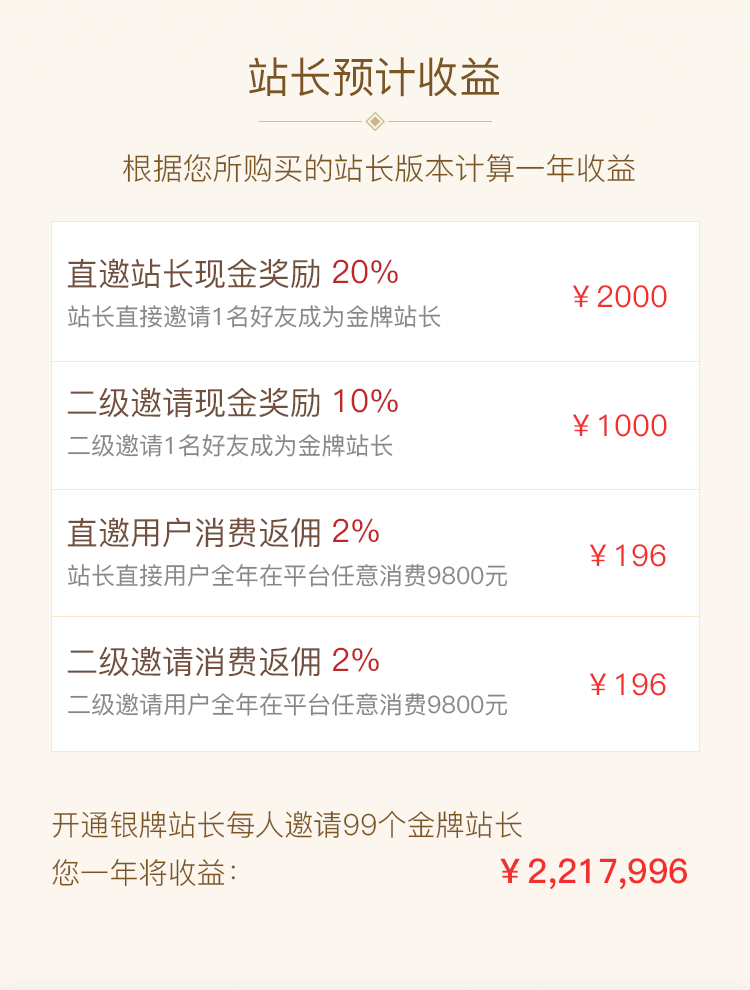 站长预计收益
根据您所购买的站长版本计算一年收益
直邀站长现金奖励 20%
站长直接邀请1名好友成为金牌站长
¥2000
二级邀请现金奖励 10%
二级邀请1名好友成为金牌站长
¥1000
直邀用户消费返佣 2%
站长直接用户全年在平台任意消费9800元
¥196
二级邀请消费返佣 2%
二级邀请用户全年在平台任意消费9800元
¥196
开通银牌站长每人邀请99个金牌站长
您一年将收益：
¥2,217,996